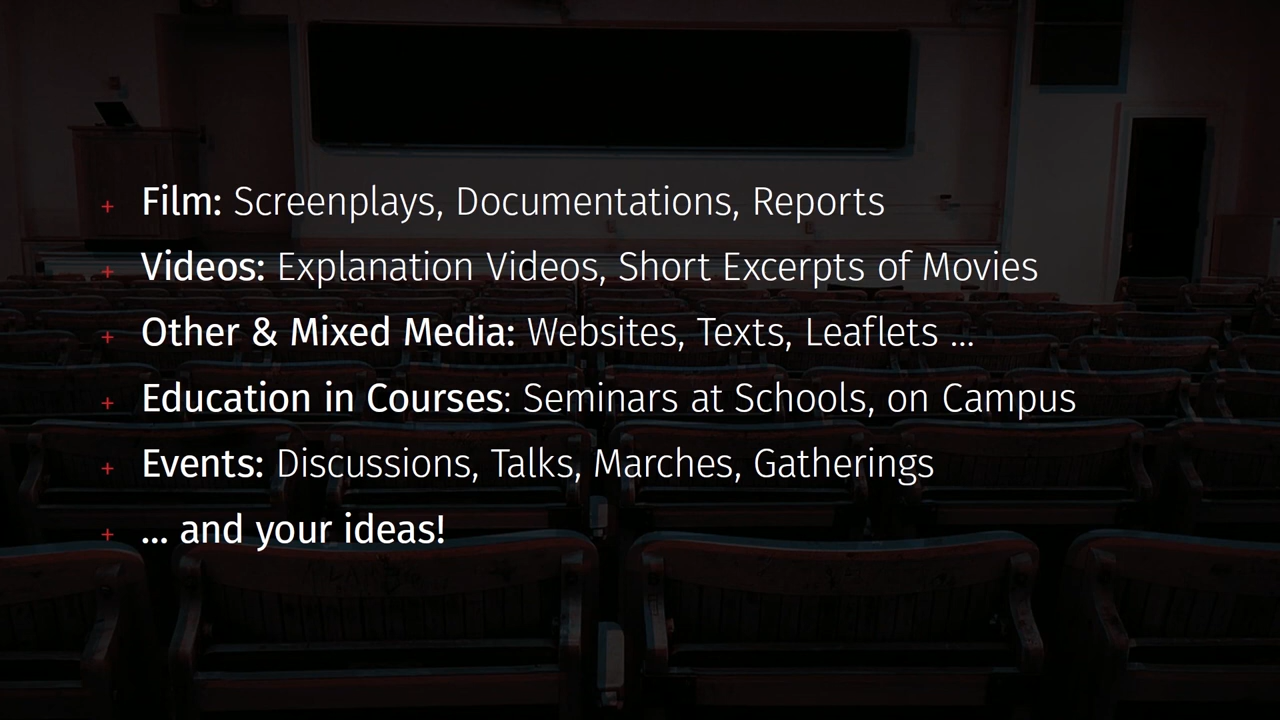 + Film: Screenplays, Documentations, Reports
+ Videos: Explanation Videos, Short Excerpts of Movies
+ Other & Mixed Media: Websites, Texts, Leaflets ...
+ Education in Courses: Seminars at Schools, on Campus
+ Events: Discussions, Talks, Marches, Gatherings
+ ... and your ideas!